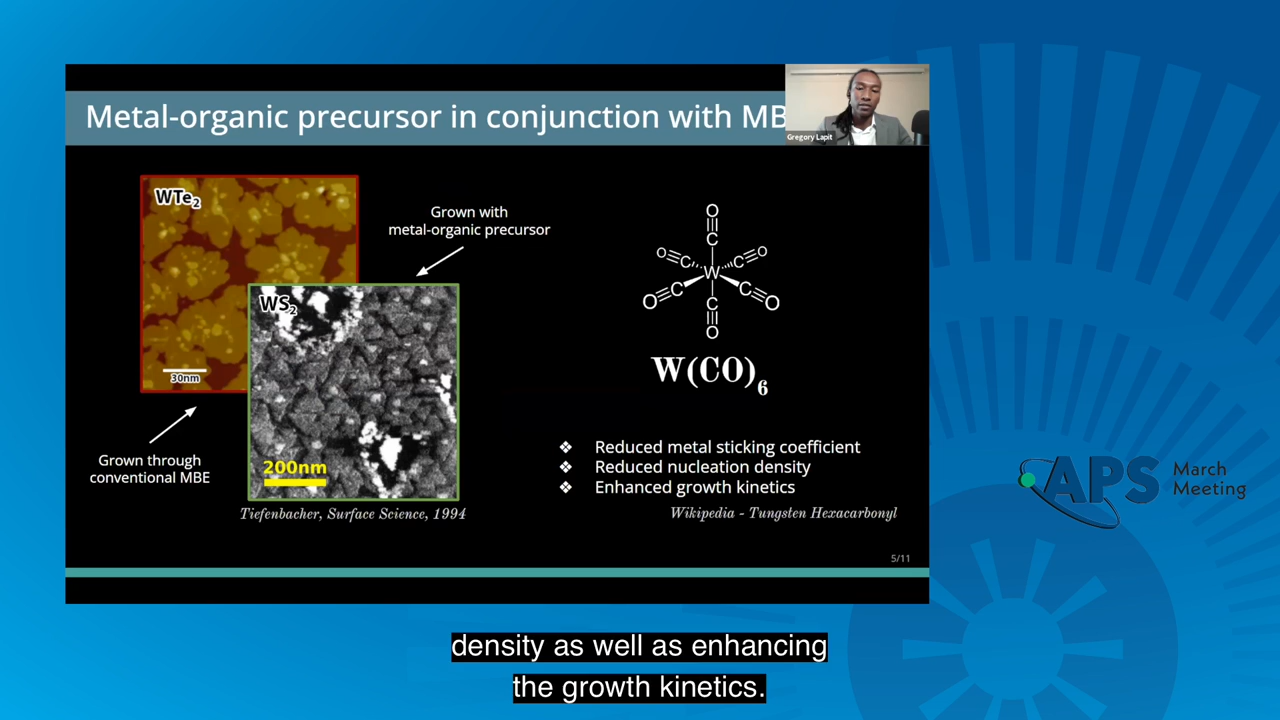 Metal-organic precursor in conjunction with MB
Gregory Lapit
WTe2
30nm
Grown with
metal-organic precursor
WS2
200nm
Grown through
conventional MBE
Tiefenbacher, Surface Science, 1994
O
C
O C W C O
O C C O
C
O
W(CO)6
❖ Reduced metal sticking coefficient
❖ Reduced nucleation density
❖ Enhanced growth kinetics
Wikipedia - Tungsten Hexacarbonyl
5/11
APS March
Meeting
density as well as enhancing
the growth kinetics.